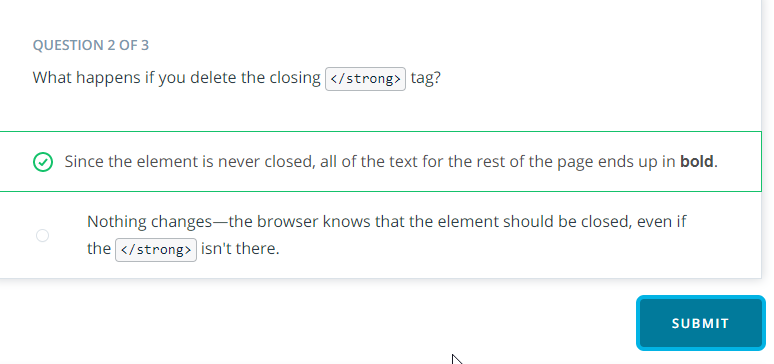 QUESTION 2 OF 3
What happens if you delete the closing </strong> tag?
Since the element is never closed, all of the text for the rest of the page ends up in bold.
Nothing changes—the browser knows that the element should be closed, even if
the </strong> isn't there.
SUBMIT